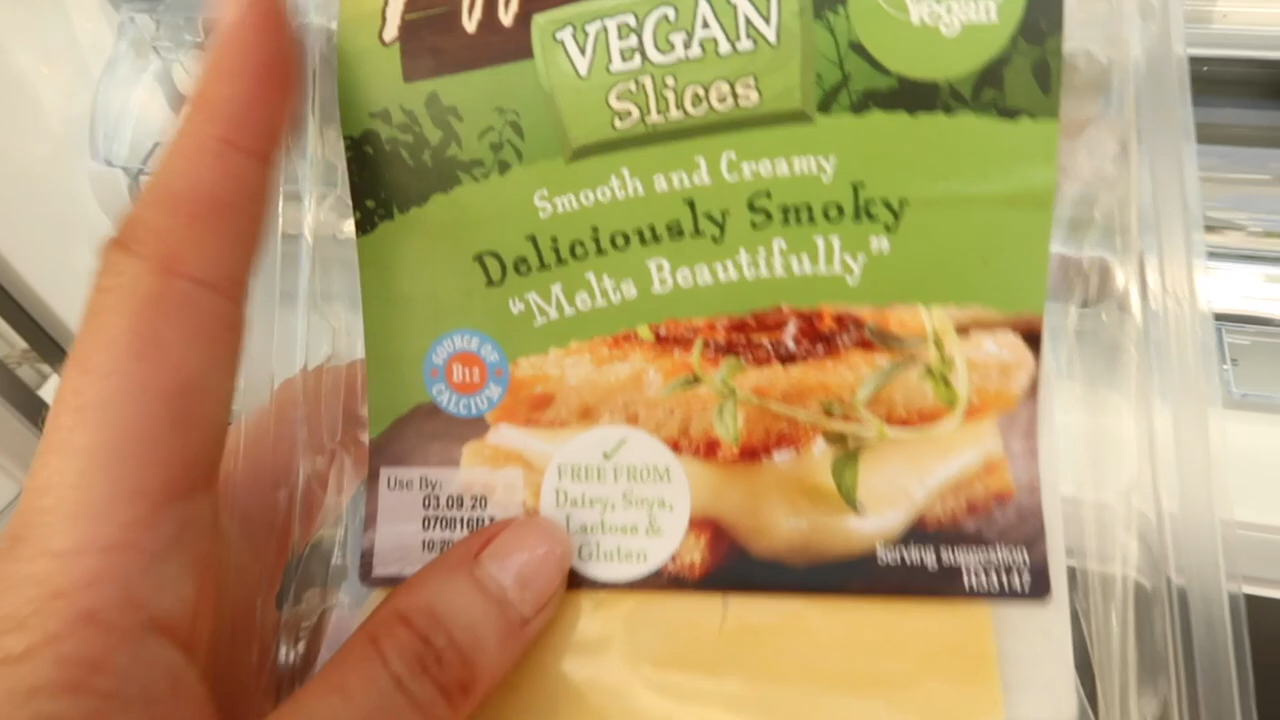 VEGAN
Slices
Vegan
Smooth and Creamy
Deliciously Smoky
"Melts Beautifully"
SOURCE OF
B12
CALCIUM
Use By:
03.09.20
FREE FROM
Dairy, Soya,
Lactose &
Gluten
Serving suggestion